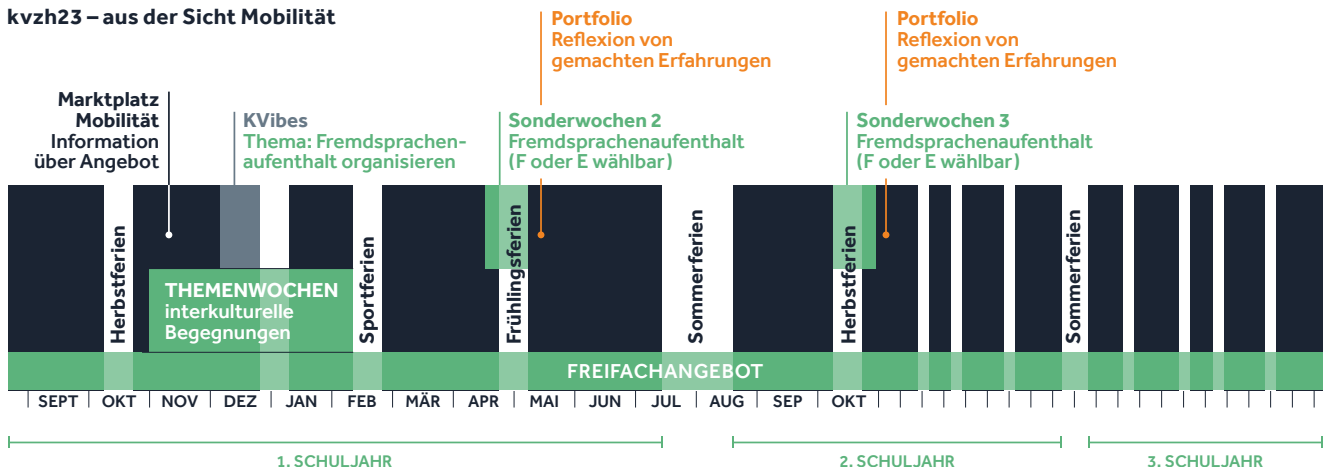 kvzh23 – aus der Sicht Mobilität
Portfolio
Reflexion von
gemachten Erfahrungen
Portfolio
Reflexion von
gemachten Erfahrungen
Marktplatz
Mobilität
Information
über Angebot
KVibes
Thema: Fremdsprachen-
aufenthalt organisieren
Sonderwochen 2
Fremdsprachenaufenthalt
(F oder E wählbar)
Sonderwochen 3
Fremdsprachenaufenthalt
(F oder E wählbar)
Herbstferien
THEMENWOCHEN
interkulturelle
Begegnungen
Sportferien
Frühlingsferien
Sommerferien
Herbstferien
Sommerferien
FREIFACHANGEBOT
SEPT OKT NOV DEZ JAN FEB MÄR APR MAI JUN JUL AUG SEP OKT
1. SCHULJAHR
2. SCHULJAHR
3. SCHULJAHR